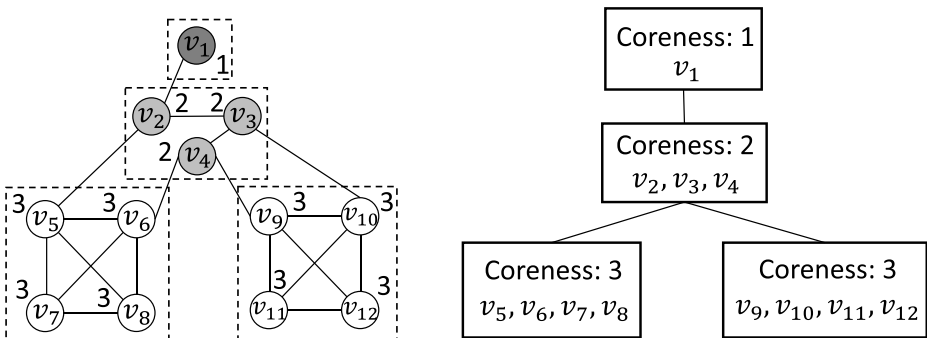 v₁
1
v₂ 2 2 v₃
2 v₄
3 v₅ 3 v₆
v₉ 3 v₁₀ 3
3 v₇ 3 v₈
3 v₁₁ v₁₂ 3
Coreness: 1
v₁
Coreness: 2
v₂, v₃, v₄
Coreness: 3
v₅, v₆, v₇, v₈
Coreness: 3
v₉, v₁₀, v₁₁, v₁₂